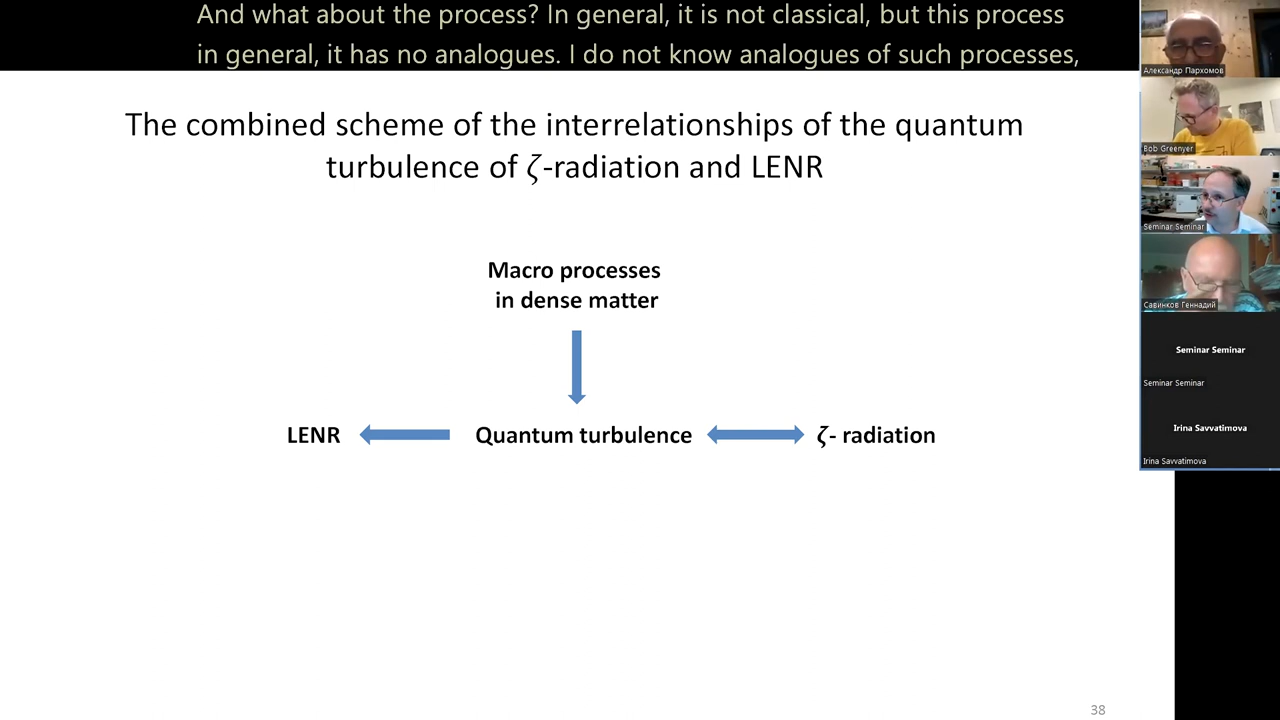 And what about the process? In general, it is not classical, but this process
in general, it has no analogues. I do not know analogues of such processes,
The combined scheme of the interrelationships of the quantum
turbulence of ζ-radiation and LENR
Macro processes
in dense matter
LENR
Quantum turbulence
ζ- radiation
38
Александр Пархомов
Bob Greenyer
Seminar Seminar
Савинков Геннадий
Seminar Seminar
Seminar Seminar
Irina Savvatimova
Irina Savvatimova